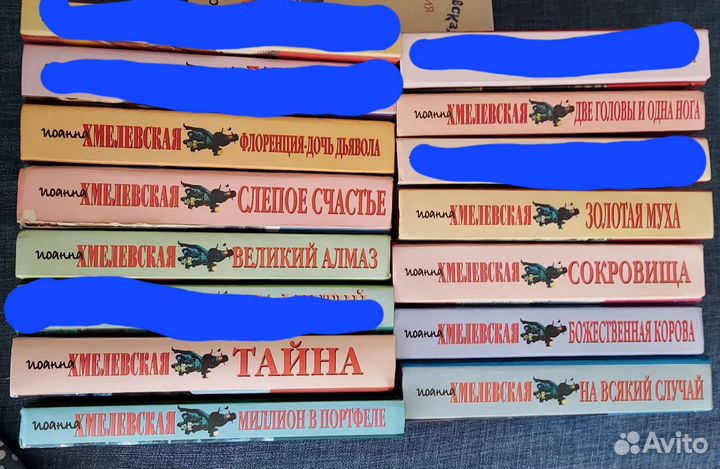 иоанна ХМЕЛЕВСКАЯ ФЛОРЕНЦИЯ-ДОЧЬ ДЬЯВОЛА
иоанна ХМЕЛЕВСКАЯ СЛЕПОЕ СЧАСТЬЕ
иоанна ХМЕЛЕВСКАЯ ВЕЛИКИЙ АЛМАЗ
иоанна ХМЕЛЕВСКАЯ ТАЙНА
иоанна ХМЕЛЕВСКАЯ МИЛЛИОН В ПОРТФЕЛЕ
иоанна ХМЕЛЕВСКАЯ ДВЕ ГОЛОВЫ И ОДНА НОГА
иоанна ХМЕЛЕВСКАЯ ЗОЛОТАЯ МУХА
иоанна ХМЕЛЕВСКАЯ СОКРОВИЩА
иоанна ХМЕЛЕВСКАЯ БОЖЕСТВЕННАЯ КОРОВА
иоанна ХМЕЛЕВСКАЯ НА ВСЯКИЙ СЛУЧАЙ
Avito